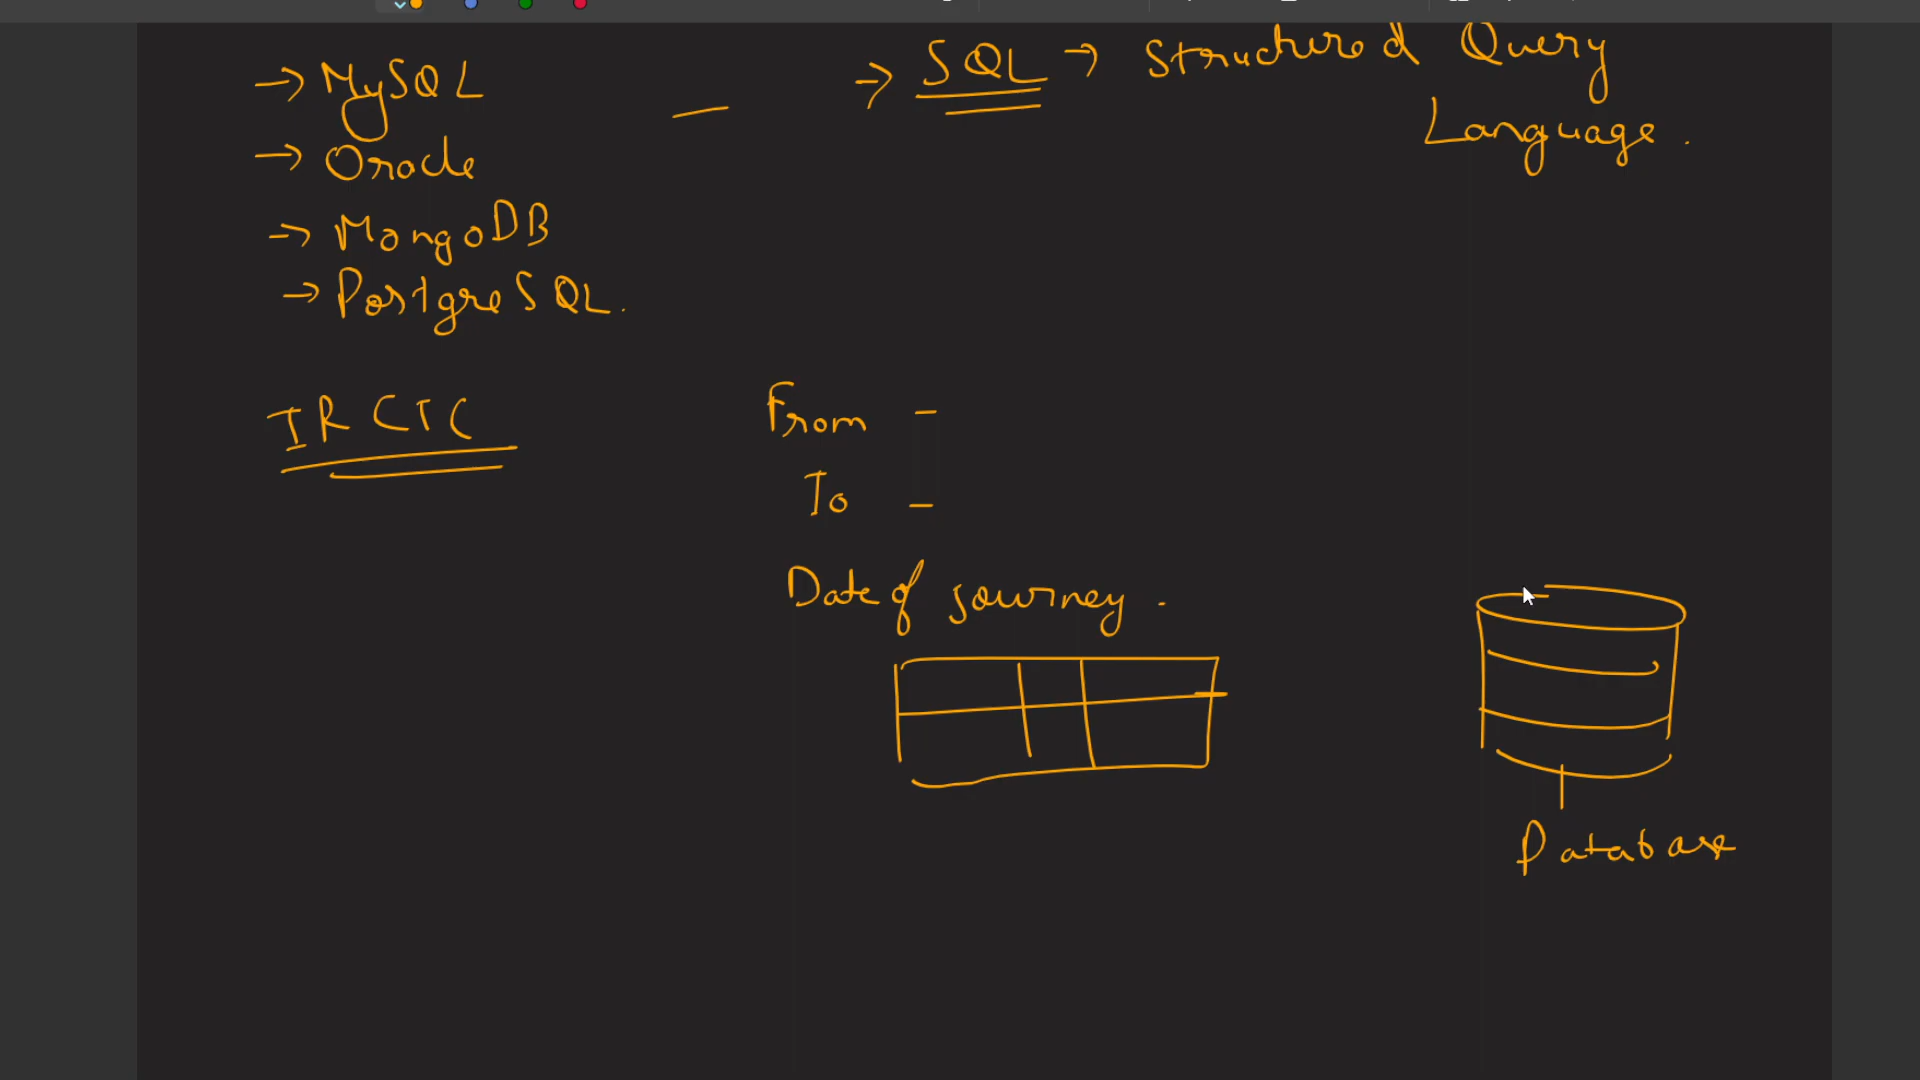 → MySQL
→ Oracle
→ MongoDB
→ PostgreSQL.
— → SQL → Structured Query
Language.
IRCTC
From -
To -
Date of journey.
Database